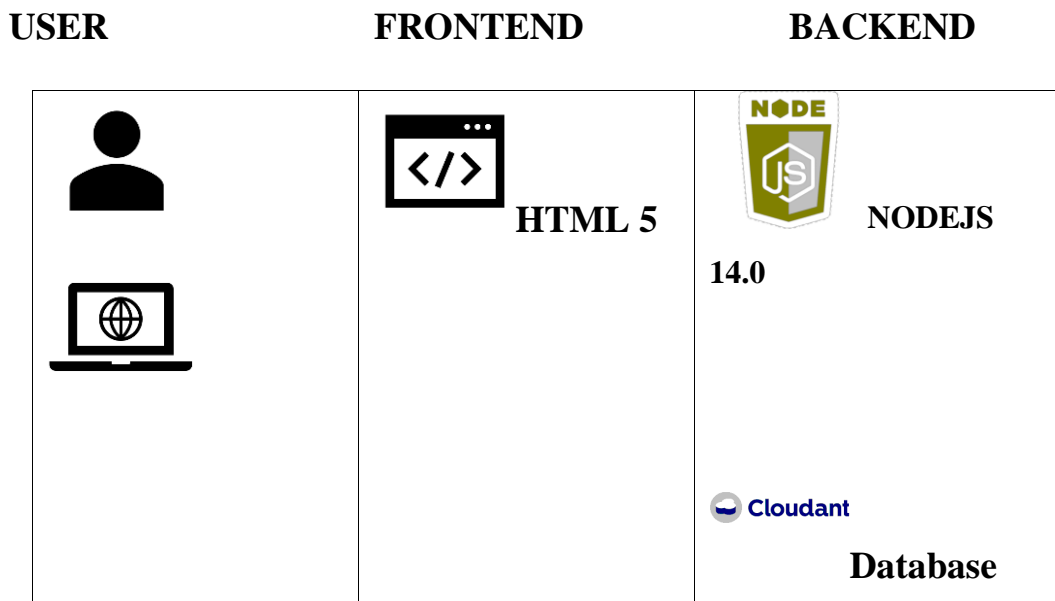 USER FRONTEND BACKEND
</>
HTML 5
NODE
JS
NODEJS
14.0
Cloudant
Database